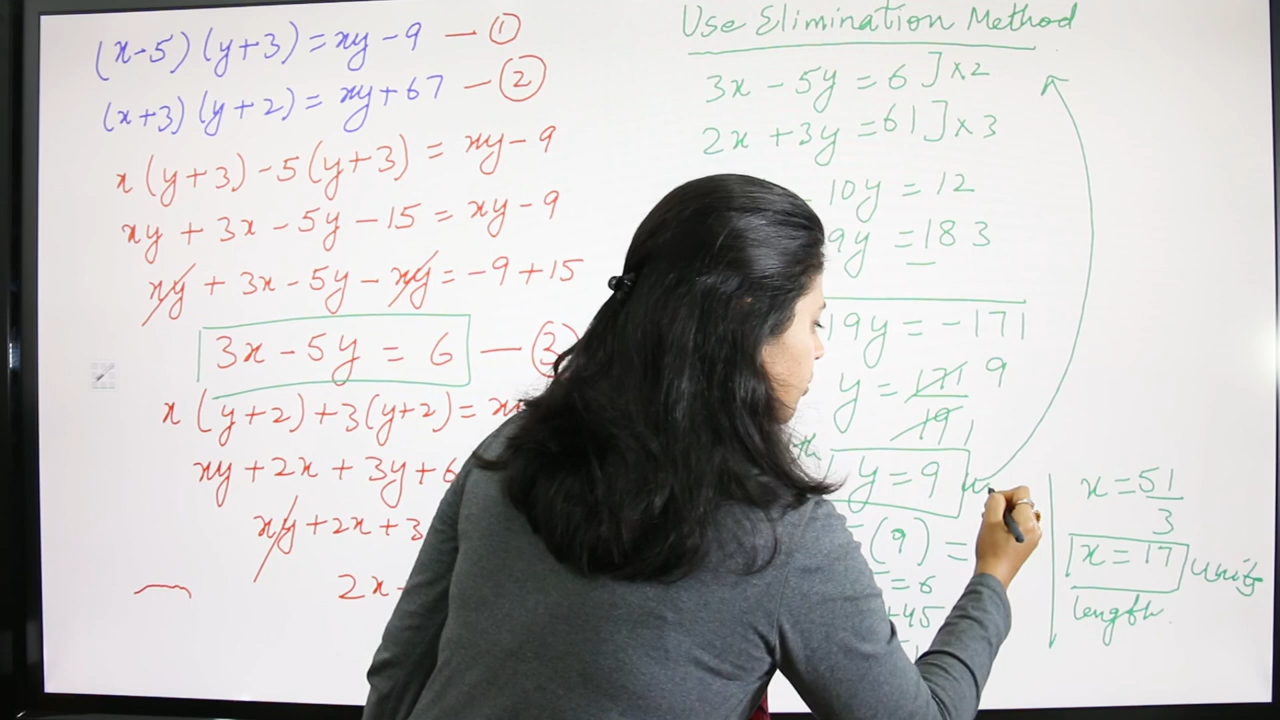 (x-5)(y+3) = xy-9 — ①
(x+3)(y+2) = xy+67 — ②
x(y+3)-5(y+3) = xy-9
xy + 3x - 5y - 15 = xy - 9
xy + 3x - 5y - xy = -9 + 15
3x - 5y = 6 — ③
x(y+2)+3(y+2) =
xy + 2x + 3y + 6
xy + 2x + 3
2x -
Use Elimination Method
3x - 5y = 6] × 2
2x + 3y = 61] × 3
10y = 12
9y = 183
19y = -171
y = 171 9
19 1
y = 9
(9) =
= 6
+45
x = 51
3
x = 17 units
length